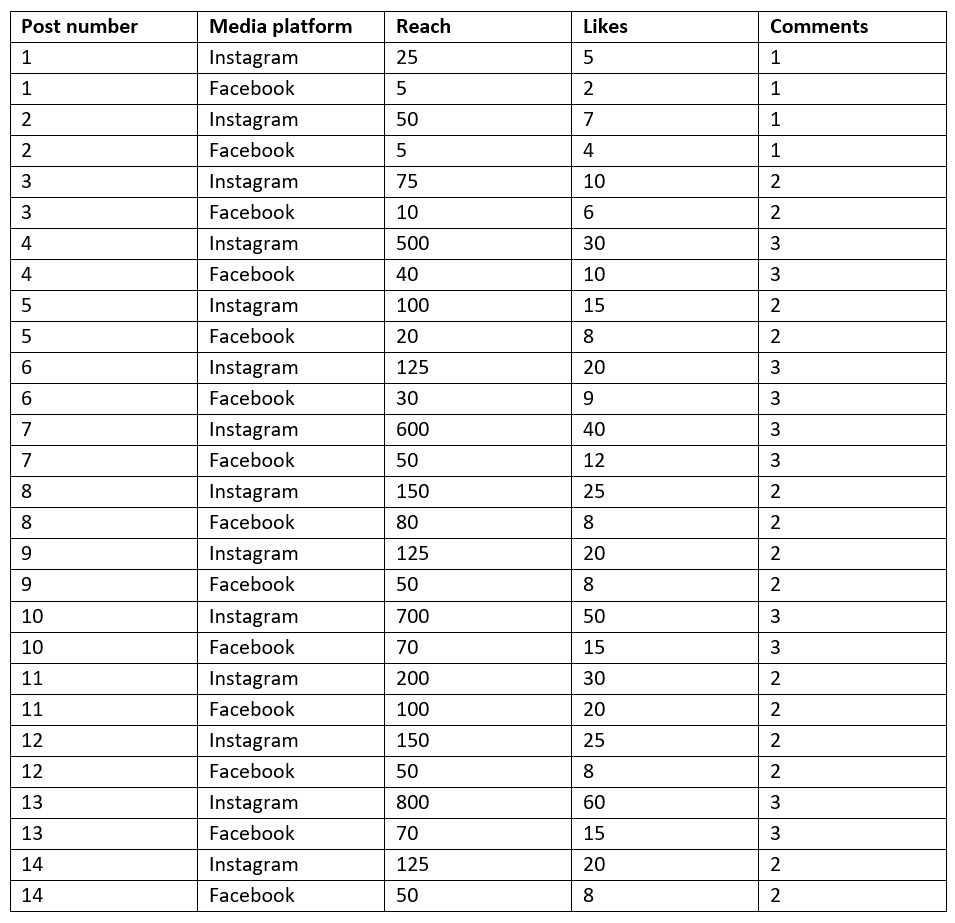 Post number Media platform Reach Likes Comments
1 Instagram 25 5 1
1 Facebook 5 2 1
2 Instagram 50 7 1
2 Facebook 5 4 1
3 Instagram 75 10 2
3 Facebook 10 6 2
4 Instagram 500 30 3
4 Facebook 40 10 3
5 Instagram 100 15 2
5 Facebook 20 8 2
6 Instagram 125 20 3
6 Facebook 30 9 3
7 Instagram 600 40 3
7 Facebook 50 12 3
8 Instagram 150 25 2
8 Facebook 80 8 2
9 Instagram 125 20 2
9 Facebook 50 8 2
10 Instagram 700 50 3
10 Facebook 70 15 3
11 Instagram 200 30 2
11 Facebook 100 20 2
12 Instagram 150 25 2
12 Facebook 50 8 2
13 Instagram 800 60 3
13 Facebook 70 15 3
14 Instagram 125 20 2
14 Facebook 50 8 2